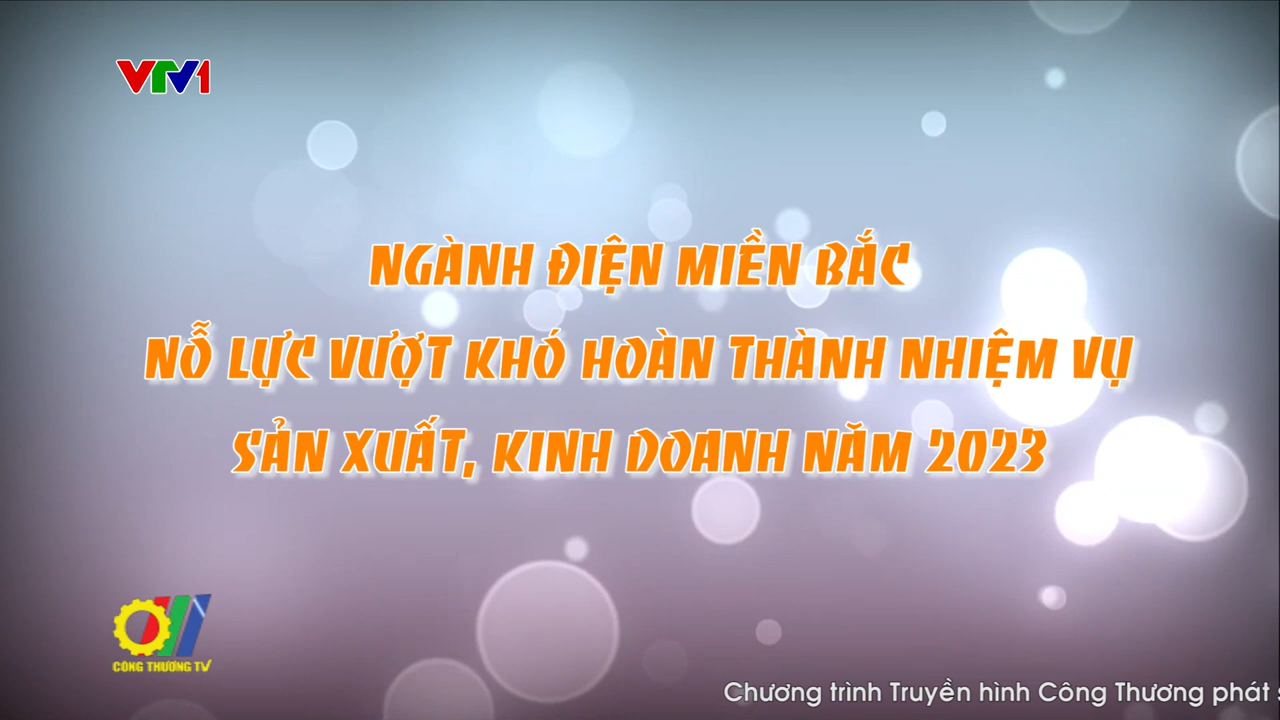 VTV1
NGÀNH ĐIỆN MIỀN BẮC
NỖ LỰC VƯỢT KHÓ HOÀN THÀNH NHIỆM VỤ
SẢN XUẤT, KINH DOANH NĂM 2023
CÔNG THƯƠNG TV
Chương trình Truyền hình Công Thương phát